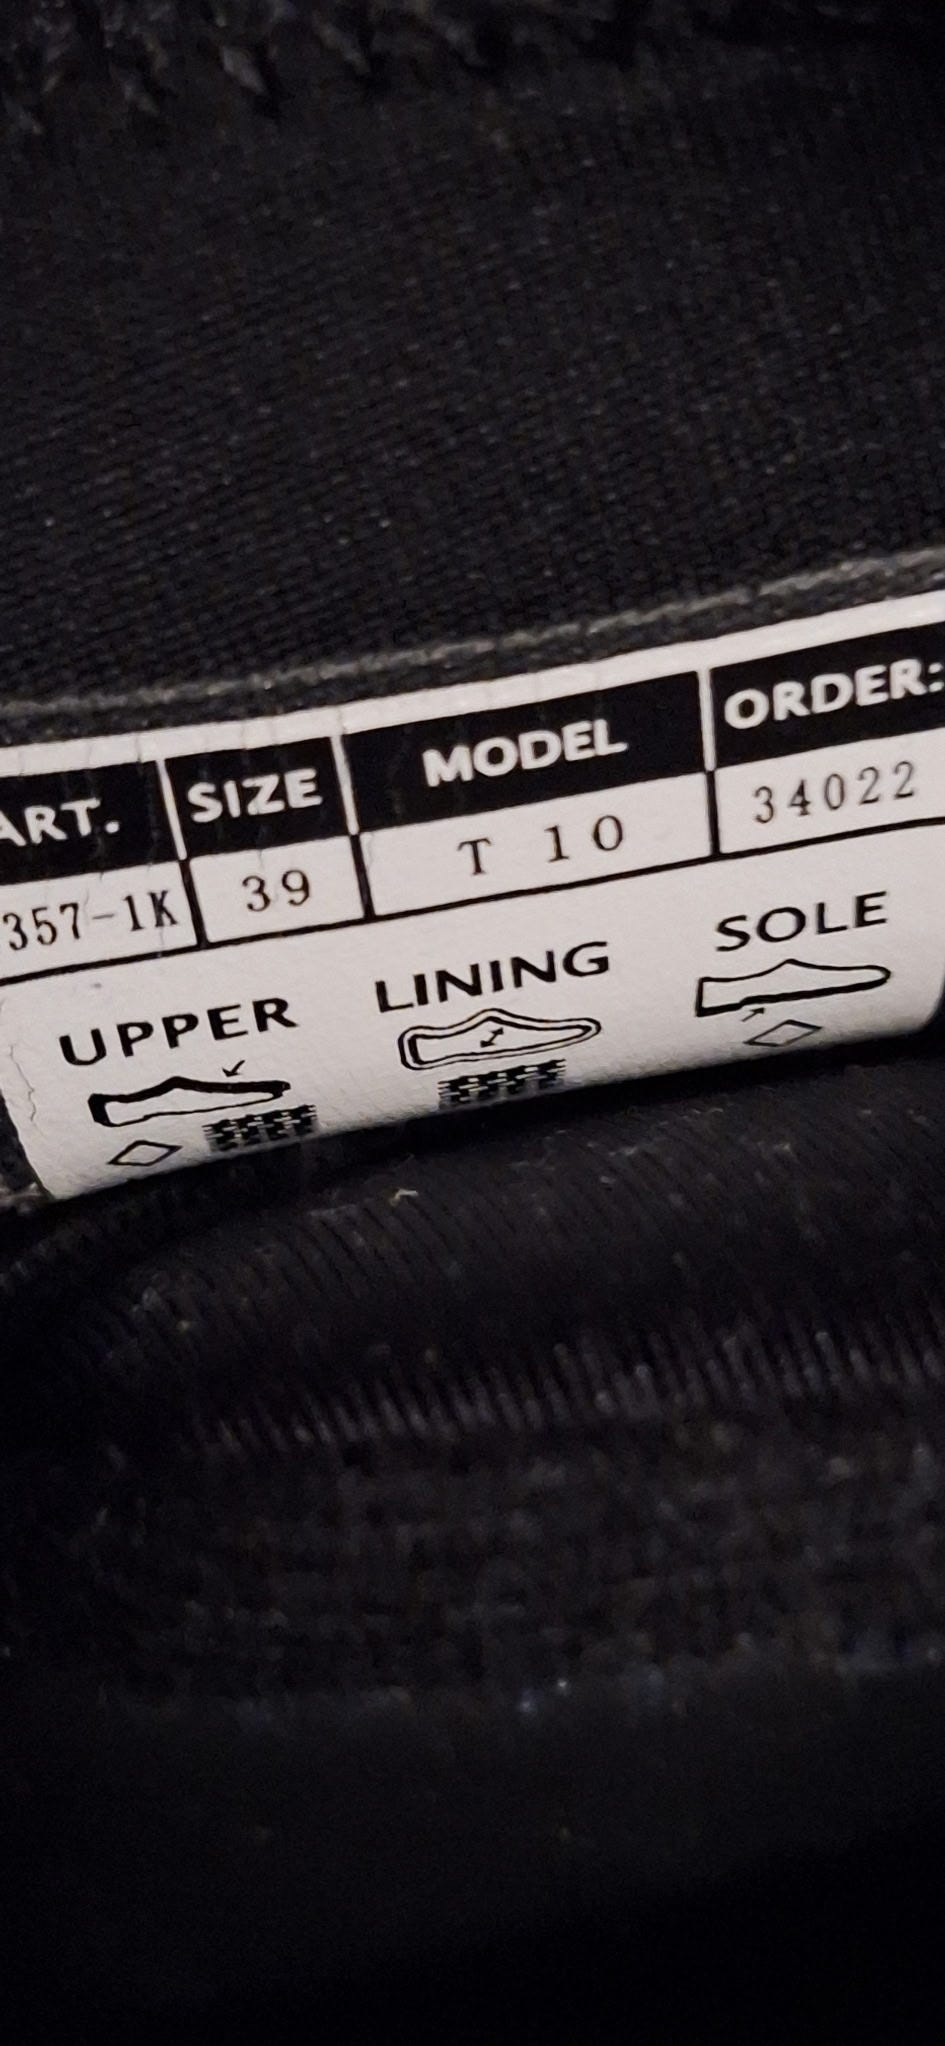 ART. SIZE MODEL ORDER:
357-1K 39 T 10 34022
UPPER LINING SOLE